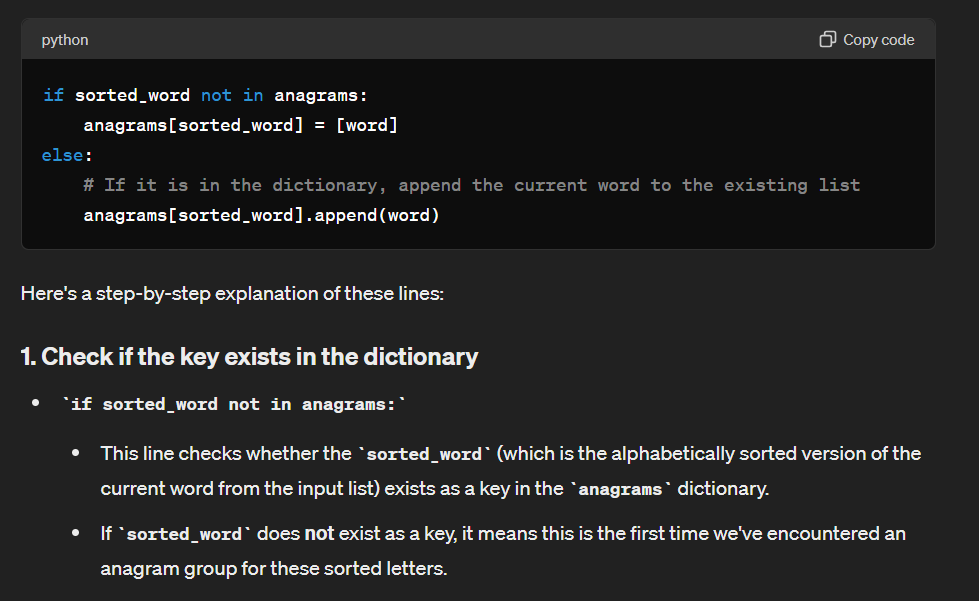 python
Copy code
if sorted_word not in anagrams:
    anagrams[sorted_word] = [word]
else:
    # If it is in the dictionary, append the current word to the existing list
    anagrams[sorted_word].append(word)
Here's a step-by-step explanation of these lines:
1. Check if the key exists in the dictionary
• `if sorted_word not in anagrams:`
• This line checks whether the `sorted_word` (which is the alphabetically sorted version of the
current word from the input list) exists as a key in the `anagrams` dictionary.
• If `sorted_word` does not exist as a key, it means this is the first time we've encountered an
anagram group for these sorted letters.